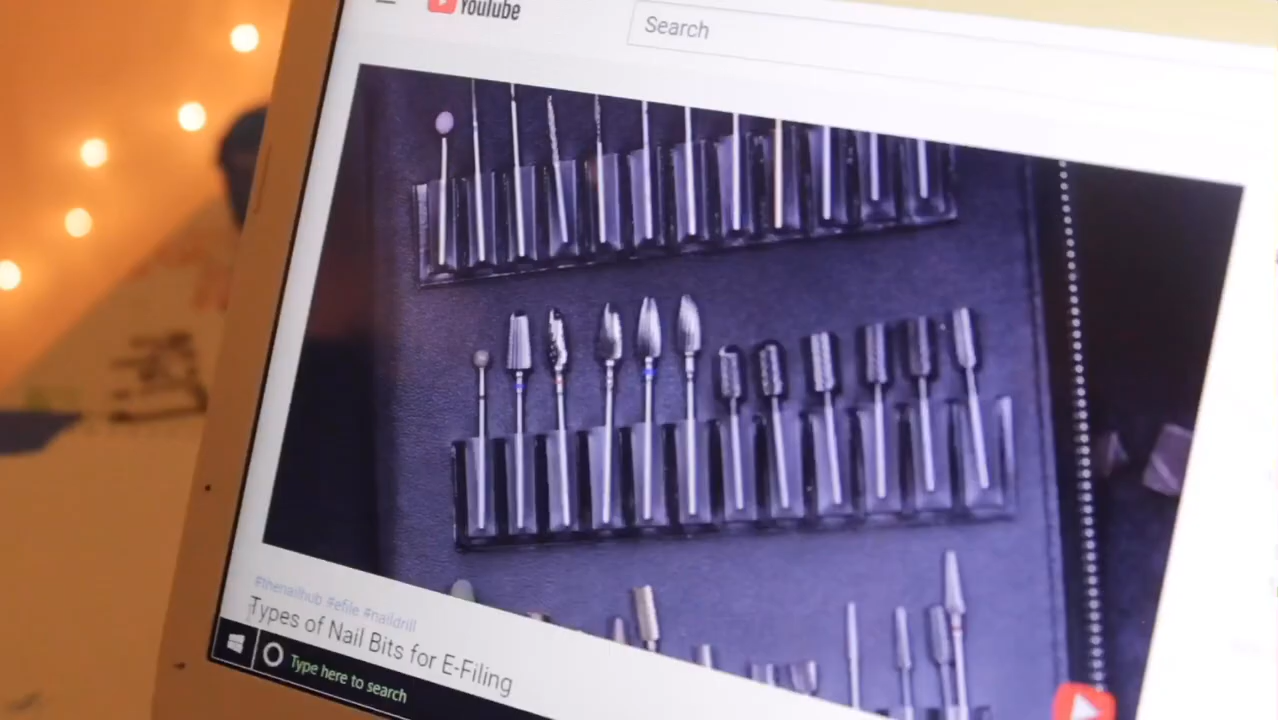 YouTube
Search
#thenailhub #efile #naildrill
Types of Nail Bits for E-Filing
Type here to search